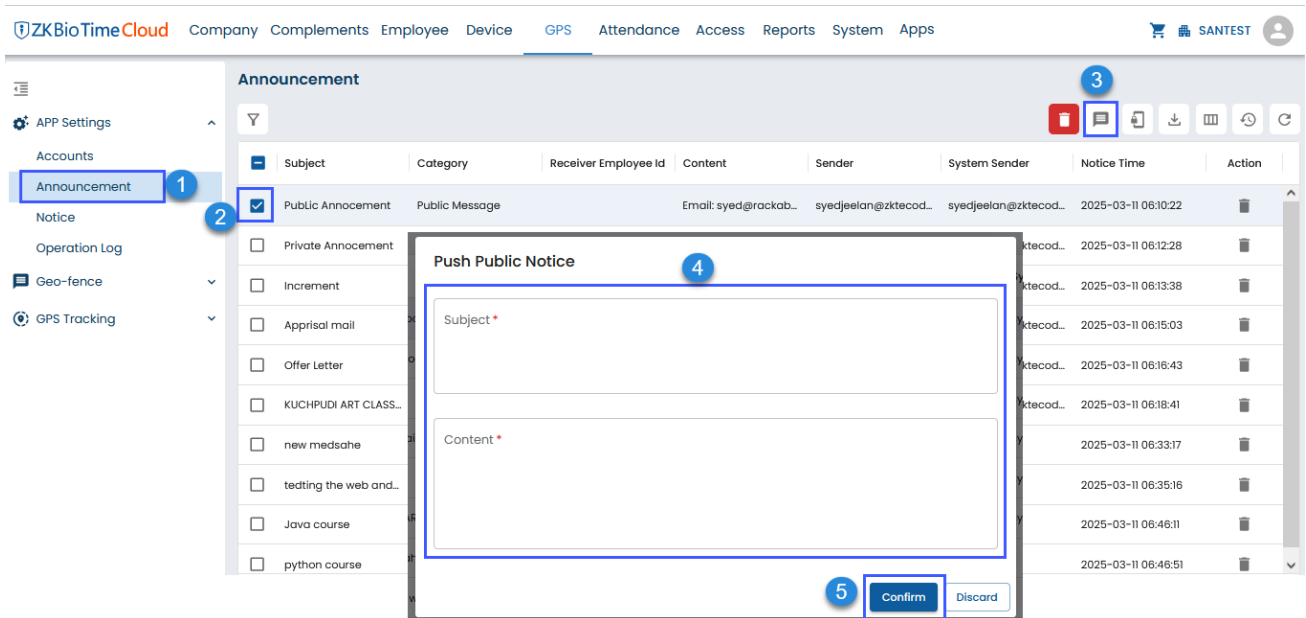 ZKBioTimeCloud Company Complements Employee Device GPS Attendance Access Reports System Apps SANTEST
Announcement
3
APP Settings
Accounts
Announcement
1
Notice
Operation Log
Geo-fence
GPS Tracking
Subject Category Receiver Employee Id Content Sender System Sender Notice Time Action
2
Public Annocement Public Message Email: syed@rackab... syedjeelan@zktecod... syedjeelan@zktecod... 2025-03-11 06:10:22
Private Annocement ktecod... 2025-03-11 06:12:28
Increment ktecod... 2025-03-11 06:13:38
Apprisal mail ktecod... 2025-03-11 06:15:03
Offer Letter ktecod... 2025-03-11 06:16:43
KUCHPUDI ART CLASS... ktecod... 2025-03-11 06:18:41
new medsahe 2025-03-11 06:33:17
tedting the web and... 2025-03-11 06:35:16
Java course 2025-03-11 06:46:11
python course 2025-03-11 06:46:51
Push Public Notice
4
Subject *
Content *
5
Confirm Discard